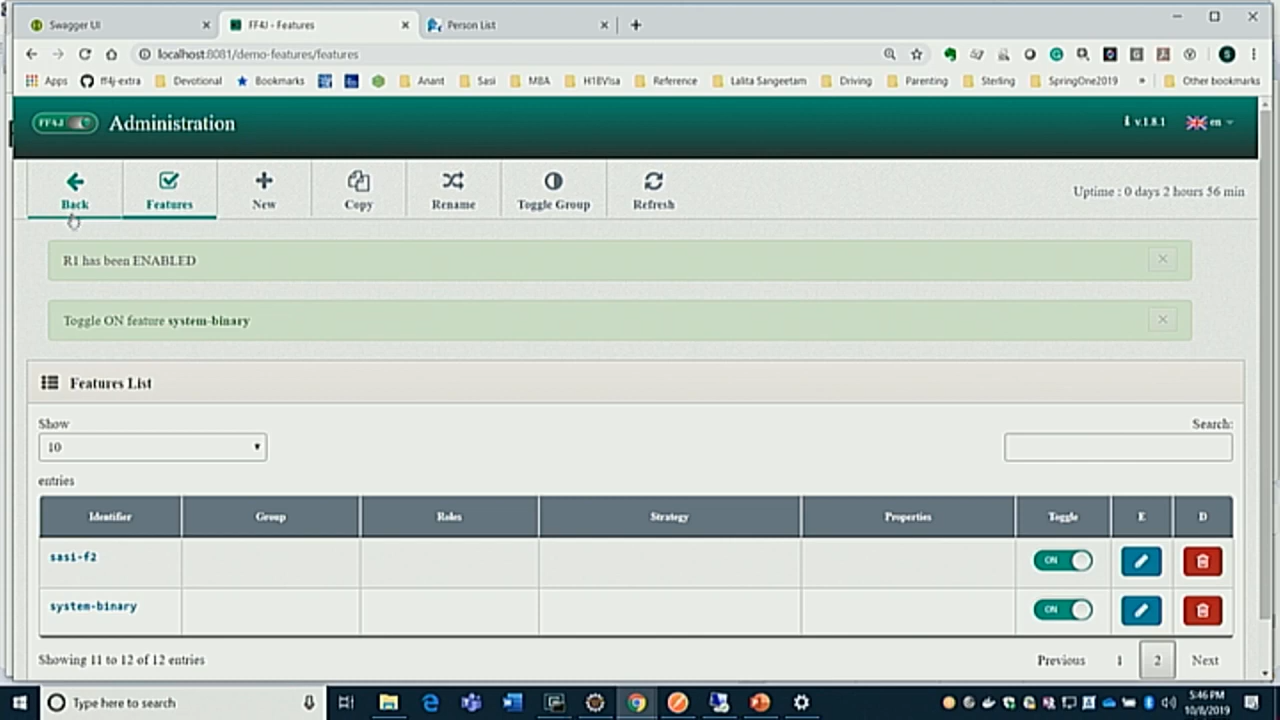 Swagger UI
FF4J - Features
Person List
localhost:8081/demo-features/features
Apps
ff4j-extra
Devotional
Bookmarks
Anant
Sasi
MBA
H1BVisa
Reference
Lalita Sangeetam
Driving
Parenting
Sterling
SpringOne2019
»
Other bookmarks
FF4J
Administration
v.1.8.1
en
Back
Features
New
Copy
Rename
Toggle Group
Refresh
Uptime : 0 days 2 hours 56 min
R1 has been ENABLED
Toggle ON feature system-binary
Features List
Show
Search:
10
entries
Identifier
Group
Roles
Strategy
Properties
Toggle
E
D
sasi-f2
ON
system-binary
ON
Showing 11 to 12 of 12 entries
Previous
1
2
Next
Type here to search
5:46 PM
10/8/2019